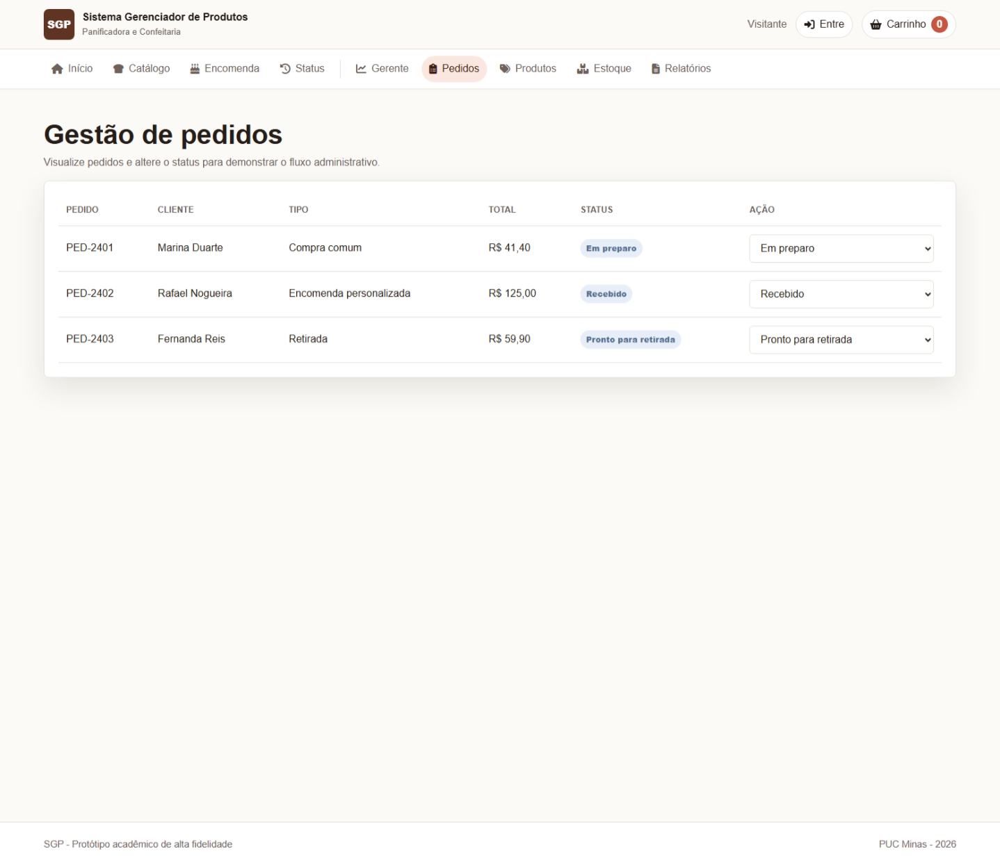 SGP
Sistema Gerenciador de Produtos
Panificadora e Confeitaria
Visitante
Entre
Carrinho 0
Início
Catálogo
Encomenda
Status
Gerente
Pedidos
Produtos
Estoque
Relatórios
Gestão de pedidos
Visualize pedidos e altere o status para demonstrar o fluxo administrativo.
PEDIDO CLIENTE TIPO TOTAL STATUS AÇÃO
PED-2401 Marina Duarte Compra comum R$ 41,40 Em preparo Em preparo
PED-2402 Rafael Nogueira Encomenda personalizada R$ 125,00 Recebido Recebido
PED-2403 Fernanda Reis Retirada R$ 59,90 Pronto para retirada Pronto para retirada
SGP - Protótipo acadêmico de alta fidelidade
PUC Minas - 2026